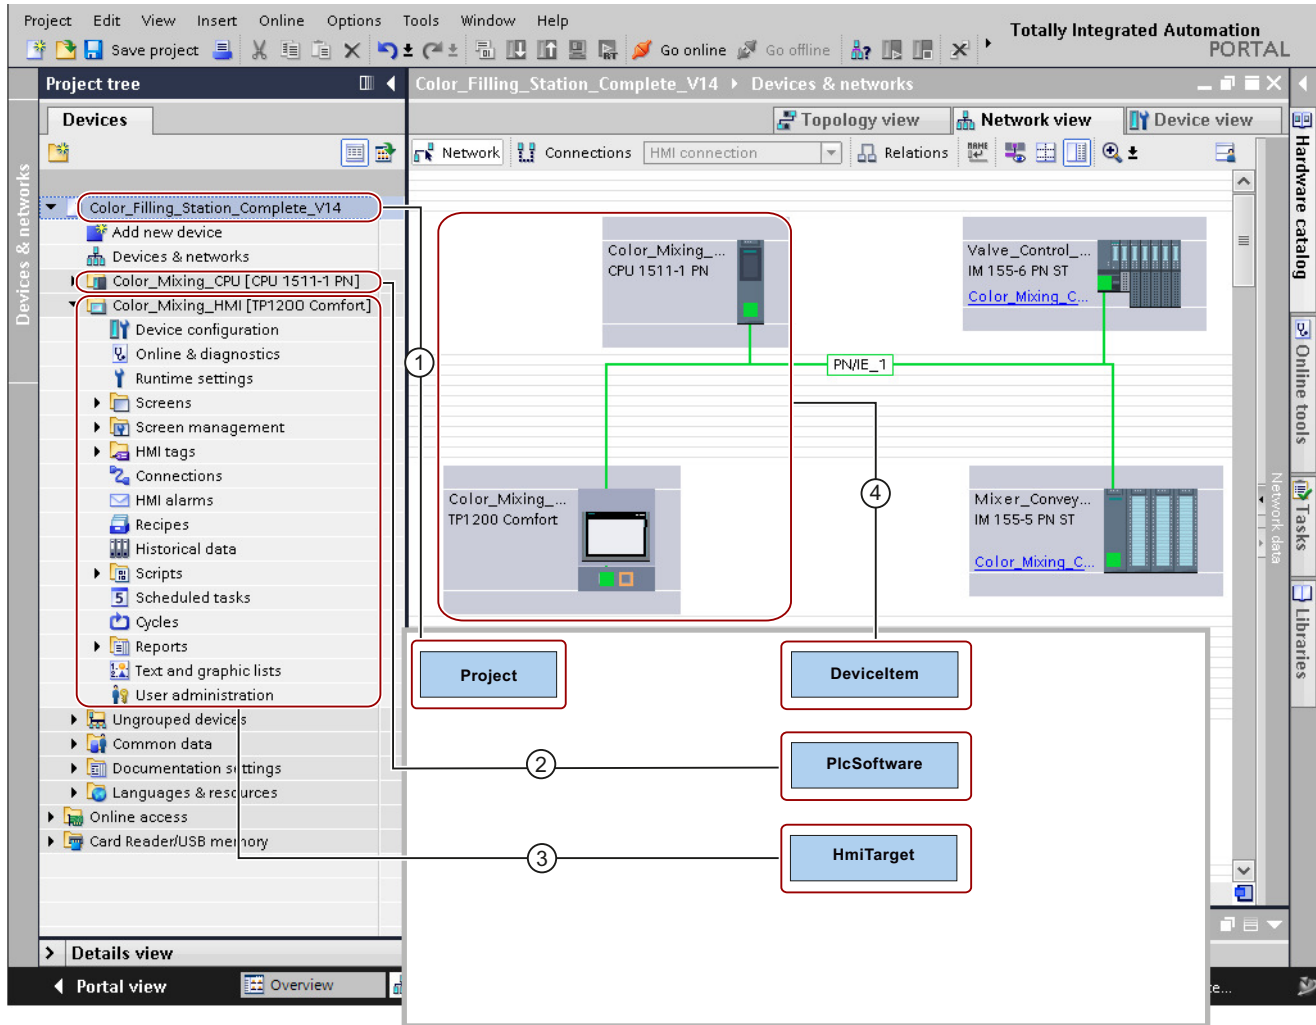 Project Edit View Insert Online Options Tools Window Help
Totally Integrated Automation
PORTAL
Save project Go online Go offline
Project tree
Color_Filling_Station_Complete_V14 Devices & networks
Devices
Topology view Network view Device view
Network Connections HMI connection Relations
Devices & networks
Color_Filling_Station_Complete_V14
Add new device
Devices & networks
Color_Mixing_CPU [CPU 1511-1 PN]
Color_Mixing_HMI [TP1200 Comfort]
Device configuration
Online & diagnostics
Runtime settings
Screens
Screen management
HMI tags
Connections
HMI alarms
Recipes
Historical data
Scripts
Scheduled tasks
Cycles
Reports
Text and graphic lists
User administration
Ungrouped devices
Common data
Documentation settings
Languages & resources
Online access
Card Reader/USB memory
Details view
Portal view
Overview
Color_Mixing_...
CPU 1511-1 PN
Valve_Control_...
IM 155-6 PN ST
Color_Mixing_C...
PN/IE_1
Color_Mixing_...
TP1200 Comfort
Mixer_Convey...
IM 155-5 PN ST
Color_Mixing_C...
1
4
2
3
Project
DeviceItem
PlcSoftware
HmiTarget
Network data
Hardware catalog
Online tools
Tasks
Libraries